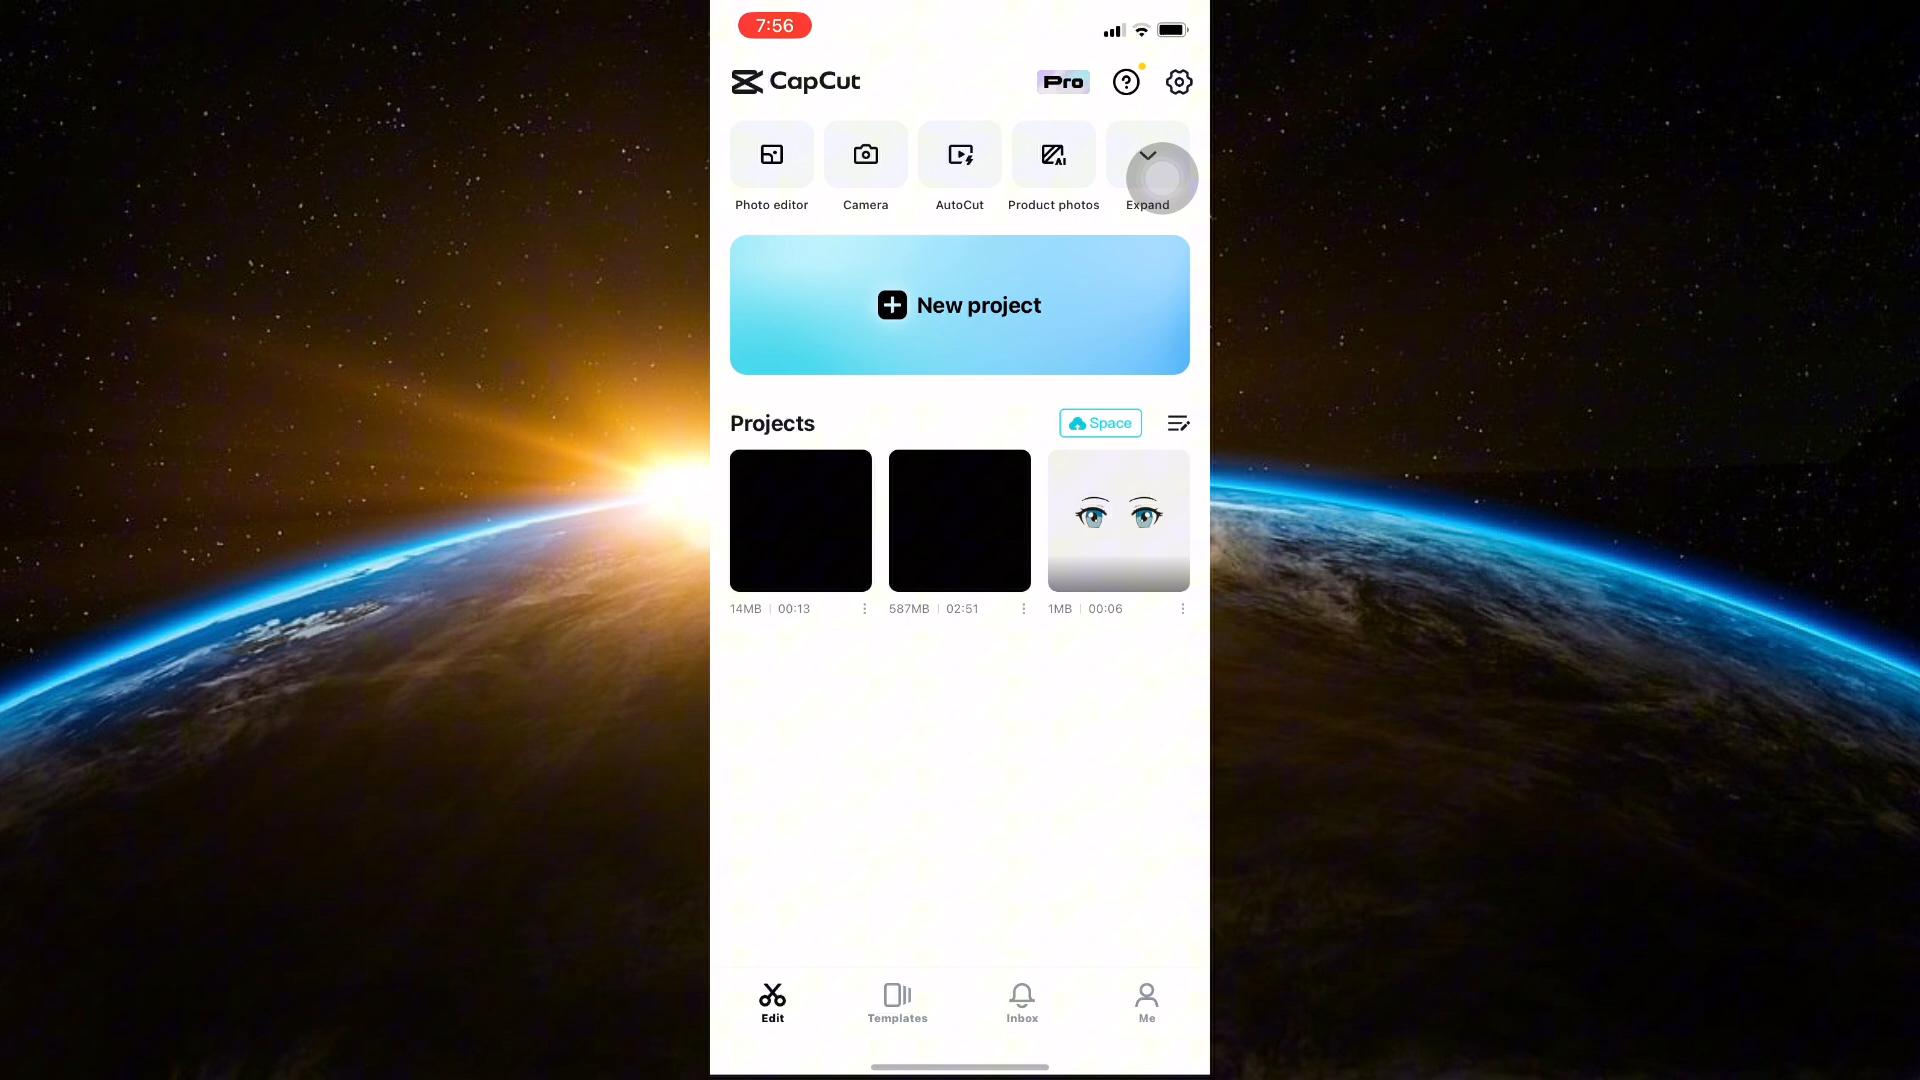 7:56
CapCut
Pro
Photo editor
Camera
AutoCut
AI
Product photos
Expand
New project
Projects
Space
14MB | 00:13
587MB | 02:51
1MB | 00:06
Edit
Templates
Inbox
Me